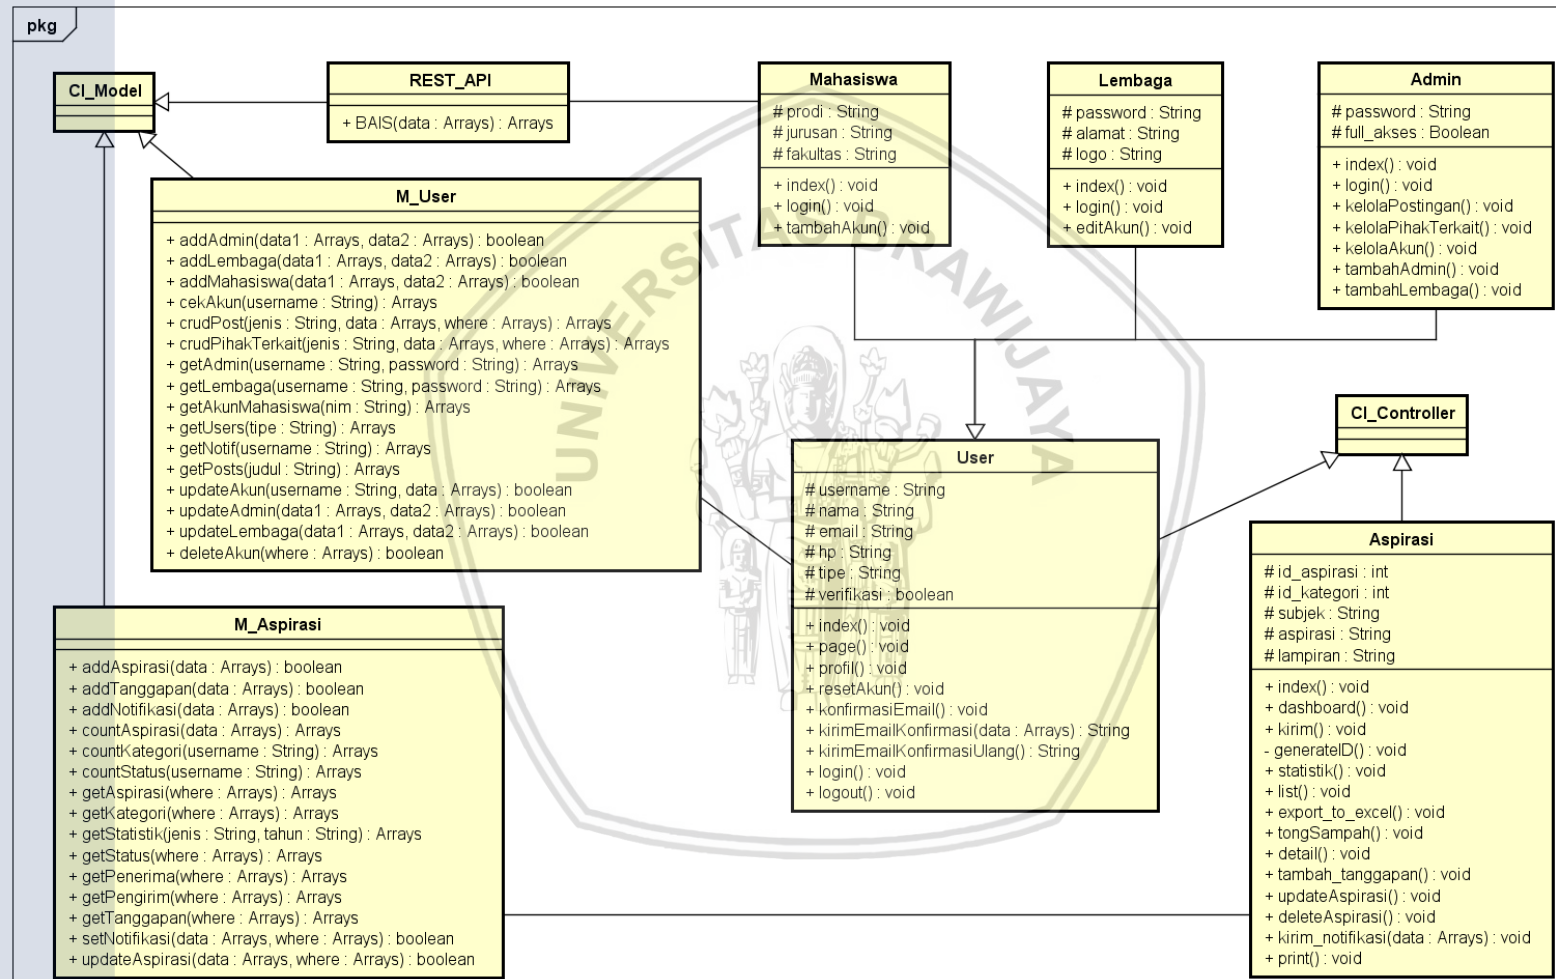 pkg
CI_Model
REST_API
+ BAIS(data : Arrays) : Arrays
Mahasiswa
# prodi : String
# jurusan : String
# fakultas : String
+ index() : void
+ login() : void
+ tambahAkun() : void
Lembaga
# password : String
# alamat : String
# logo : String
+ index() : void
+ login() : void
+ editAkun() : void
Admin
# password : String
# full_akses : Boolean
+ index() : void
+ login() : void
+ kelolaPostingan() : void
+ kelolaPihakTerkait() : void
+ kelolaAkun() : void
+ tambahAdmin() : void
+ tambahLembaga() : void
M_User
+ addAdmin(data1 : Arrays, data2 : Arrays) : boolean
+ addLembaga(data1 : Arrays, data2 : Arrays) : boolean
+ addMahasiswa(data1 : Arrays, data2 : Arrays) : boolean
+ cekAkun(username : String) : Arrays
+ crudPost(jenis : String, data : Arrays, where : Arrays) : Arrays
+ crudPihakTerkait(jenis : String, data : Arrays, where : Arrays) : Arrays
+ getAdmin(username : String, password : String) : Arrays
+ getLembaga(username : String, password : String) : Arrays
+ getAkunMahasiswa(nim : String) : Arrays
+ getUsers(tipe : String) : Arrays
+ getNotif(username : String) : Arrays
+ getPosts(judul : String) : Arrays
+ updateAkun(username : String, data : Arrays) : boolean
+ updateAdmin(data1 : Arrays, data2 : Arrays) : boolean
+ updateLembaga(data1 : Arrays, data2 : Arrays) : boolean
+ deleteAkun(where : Arrays) : boolean
UNIVERSITAS BRAWIJAYA
CI_Controller
User
# username : String
# nama : String
# email : String
# hp : String
# tipe : String
# verifikasi : boolean
+ index() : void
+ page() : void
+ profil() : void
+ resetAkun() : void
+ konfirmasiEmail() : void
+ kirimEmailKonfirmasi(data : Arrays) : String
+ kirimEmailKonfirmasiUlang() : String
+ login() : void
+ logout() : void
Aspirasi
# id_aspirasi : int
# id_kategori : int
# subjek : String
# aspirasi : String
# lampiran : String
+ index() : void
+ dashboard() : void
+ kirim() : void
- generateID() : void
+ statistik() : void
+ list() : void
+ export_to_excel() : void
+ tongSampah() : void
+ detail() : void
+ tambah_tanggapan() : void
+ updateAspirasi() : void
+ deleteAspirasi() : void
+ kirim_notifikasi(data : Arrays) : void
+ print() : void
M_Aspirasi
+ addAspirasi(data : Arrays) : boolean
+ addTanggapan(data : Arrays) : boolean
+ addNotifikasi(data : Arrays) : boolean
+ countAspirasi(data : Arrays) : Arrays
+ countKategori(username : String) : Arrays
+ countStatus(username : String) : Arrays
+ getAspirasi(where : Arrays) : Arrays
+ getKategori(where : Arrays) : Arrays
+ getStatistik(jenis : String, tahun : String) : Arrays
+ getStatus(where : Arrays) : Arrays
+ getPenerima(where : Arrays) : Arrays
+ getPengirim(where : Arrays) : Arrays
+ getTanggapan(where : Arrays) : Arrays
+ setNotifikasi(data : Arrays, where : Arrays) : boolean
+ updateAspirasi(data : Arrays, where : Arrays) : boolean